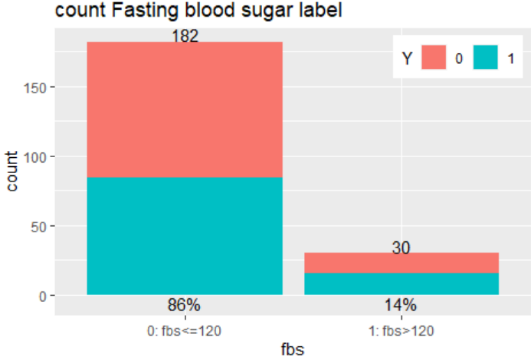 count Fasting blood sugar label
182
Y 0 1
150
100
count
50
30
0
86% 14%
0: fbs<=120 1: fbs>120
fbs